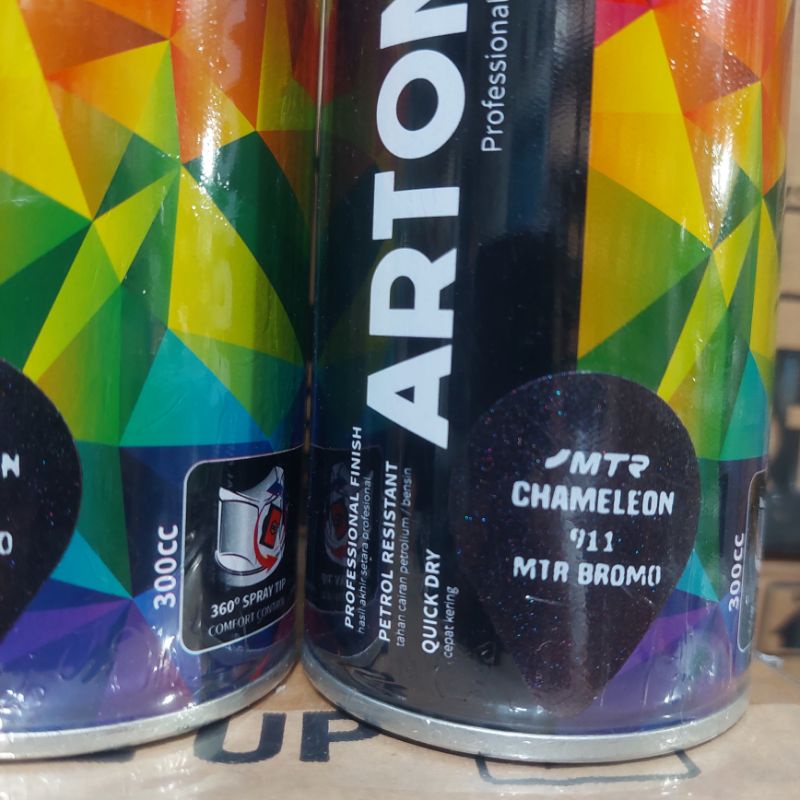 ARTON
Professional
PROFESSIONAL FINISH
hasil akhir setara profesional
PETROL RESISTANT
tahan cairan petrolium / bensin
QUICK DRY
cepat kering
MTR
CHAMELEON
911
MTR BROMO
300CC
300CC
360° SPRAY TIP
COMFORT CONTROL
N
O
UP